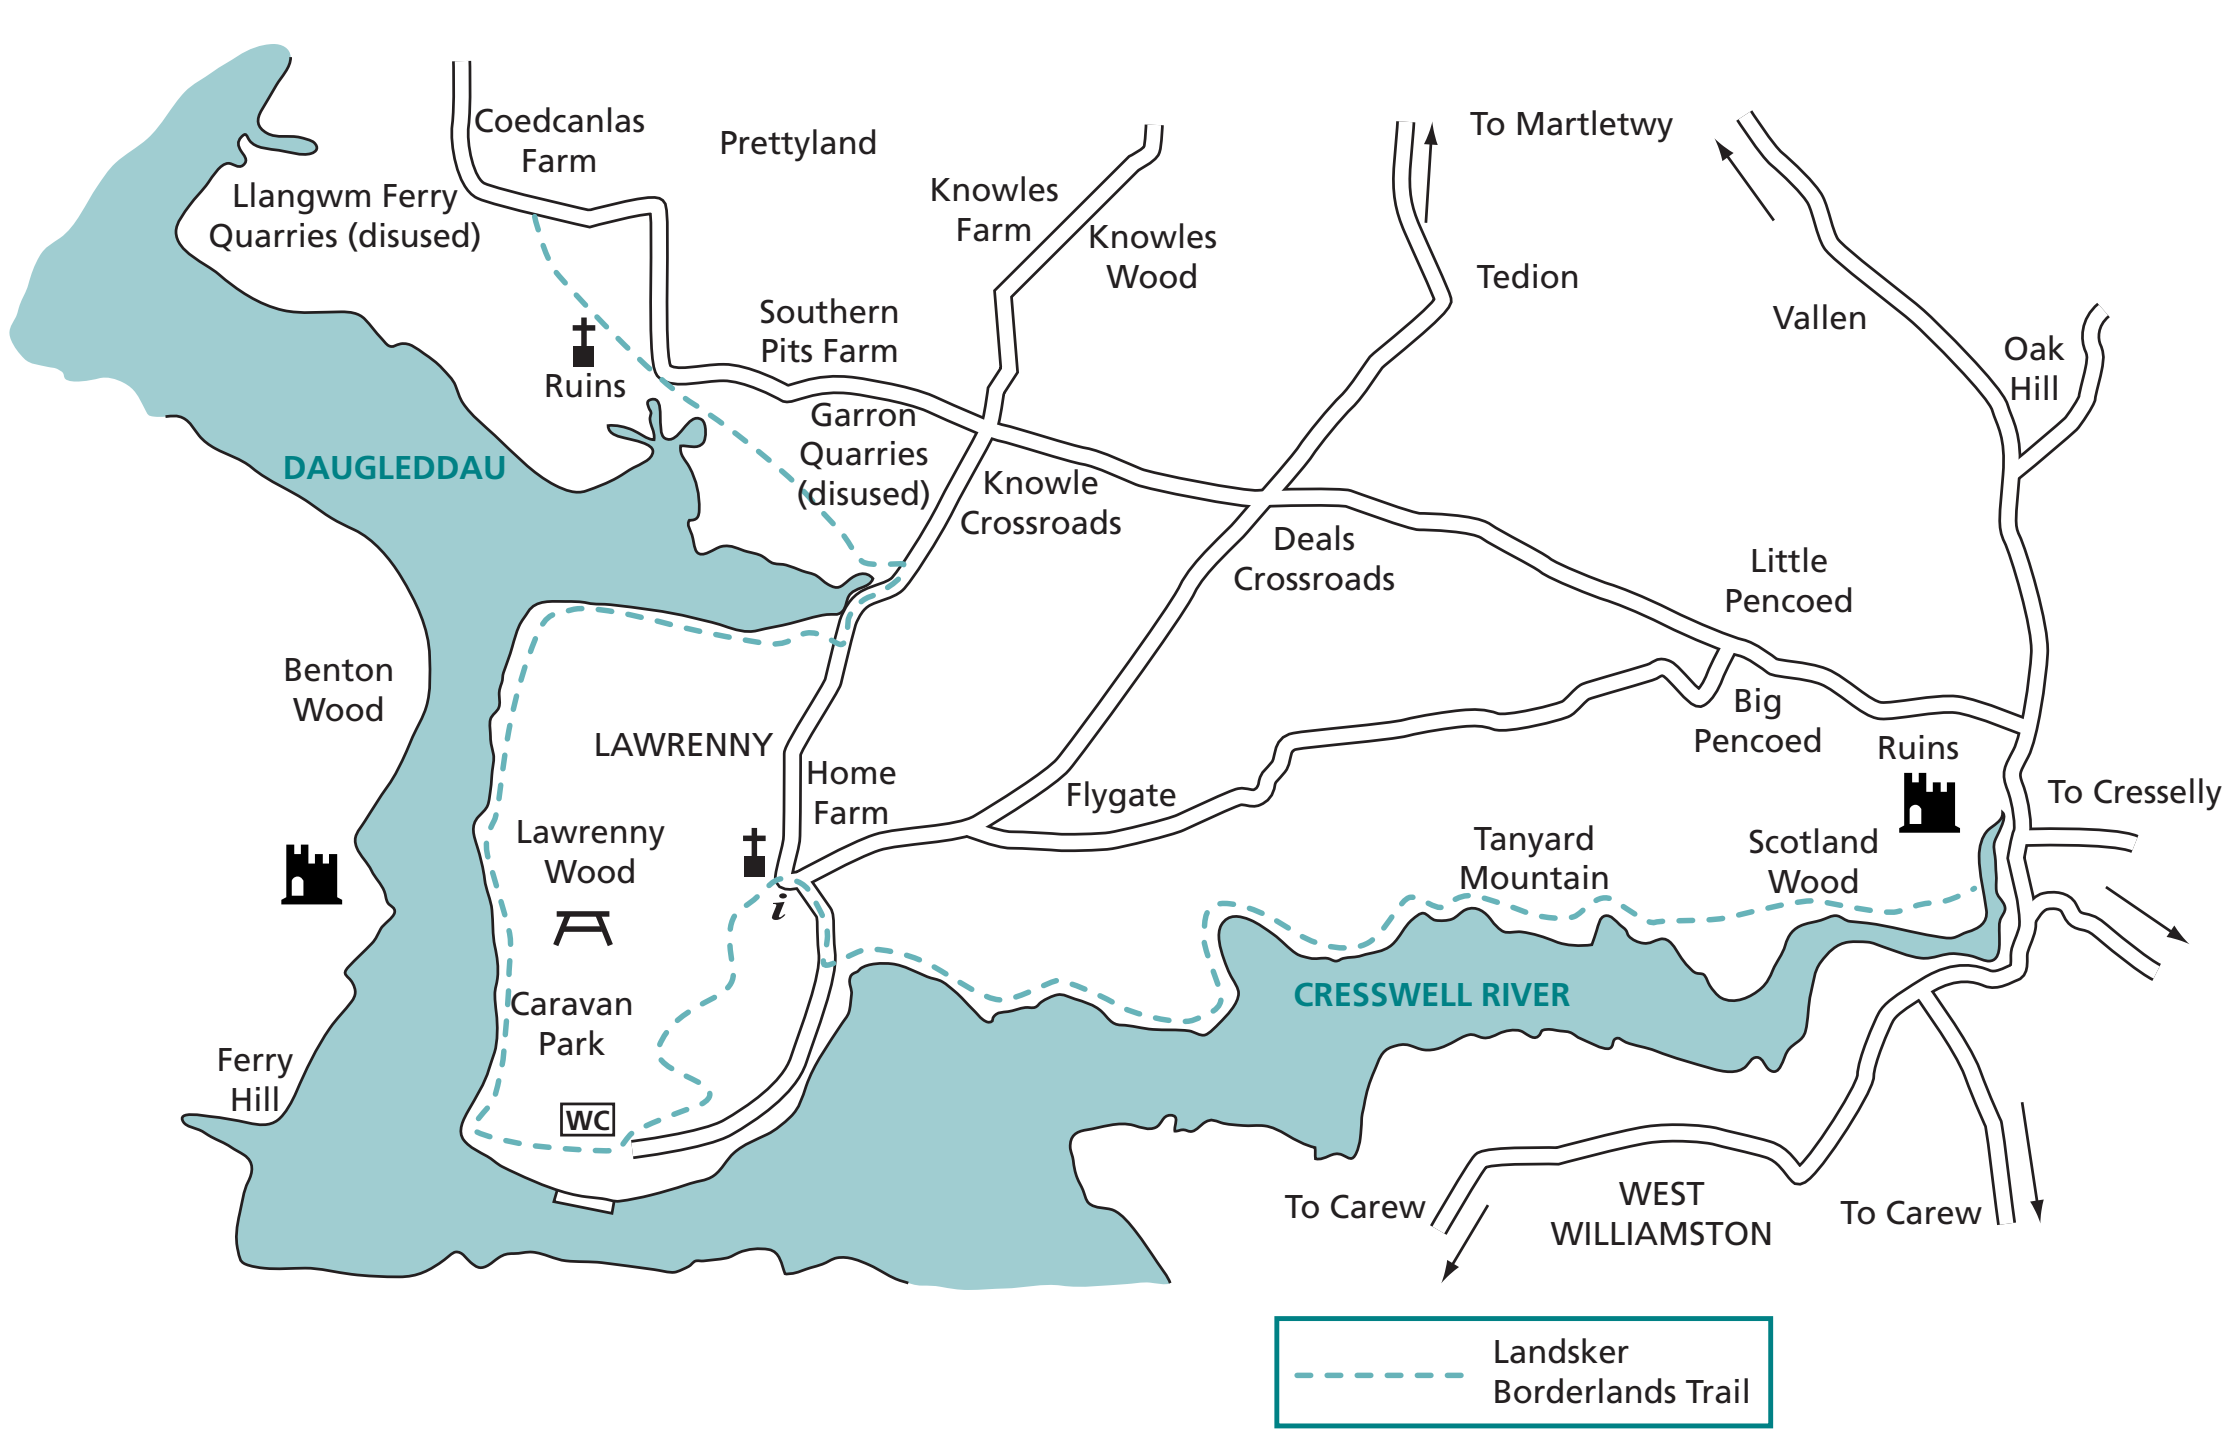 Coedcanlas
Farm
Prettyland
To Martletwy
Llangwm Ferry
Quarries (disused)
Knowles
Farm
Knowles
Wood
Tedion
Southern
Pits Farm
Vallen
Oak
Hill
Ruins
Garron
Quarries
(disused)
DAUGLEDDAU
Knowle
Crossroads
Deals
Crossroads
Little
Pencoed
Benton
Wood
LAWRENNY
Big
Pencoed
Ruins
Home
Farm
Flygate
To Cresselly
Lawrenny
Wood
Tanyard
Mountain
Scotland
Wood
i
Caravan
Park
CRESSWELL RIVER
Ferry
Hill
WC
To Carew
WEST
WILLIAMSTON
To Carew
Landsker
Borderlands Trail